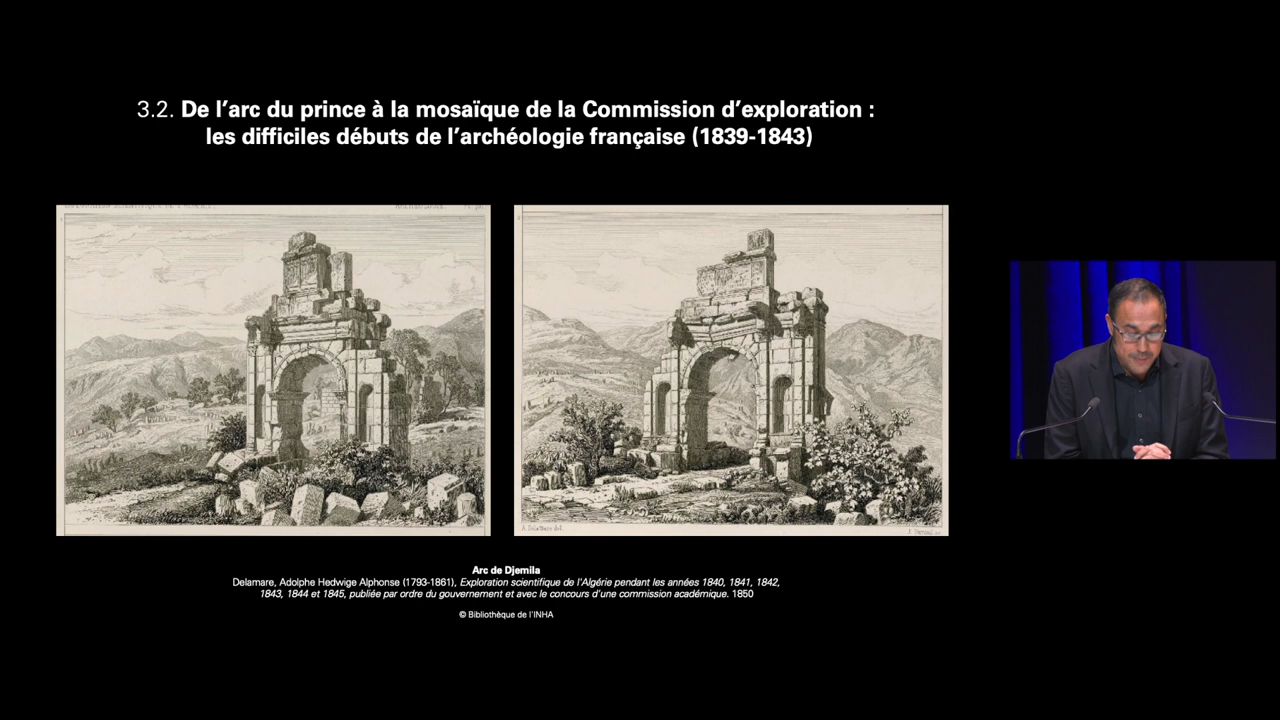 3.2. De l'arc du prince à la mosaïque de la Commission d'exploration :
les difficiles débuts de l'archéologie française (1839-1843)
A. Delamare del.
Arc de Djemila
Delamare, Adolphe Hedwige Alphonse (1793-1861), Exploration scientifique de l'Algérie pendant les années 1840, 1841, 1842,
1843, 1844 et 1845, publiée par ordre du gouvernement et avec le concours d'une commission académique. 1850
© Bibliothèque de l'INHA